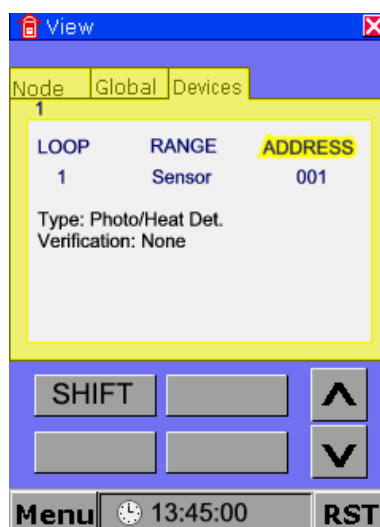 View
Node Global Devices
1
LOOP RANGE ADDRESS
1 Sensor 001
Type: Photo/Heat Det.
Verification: None
SHIFT
Menu 13:45:00 RST